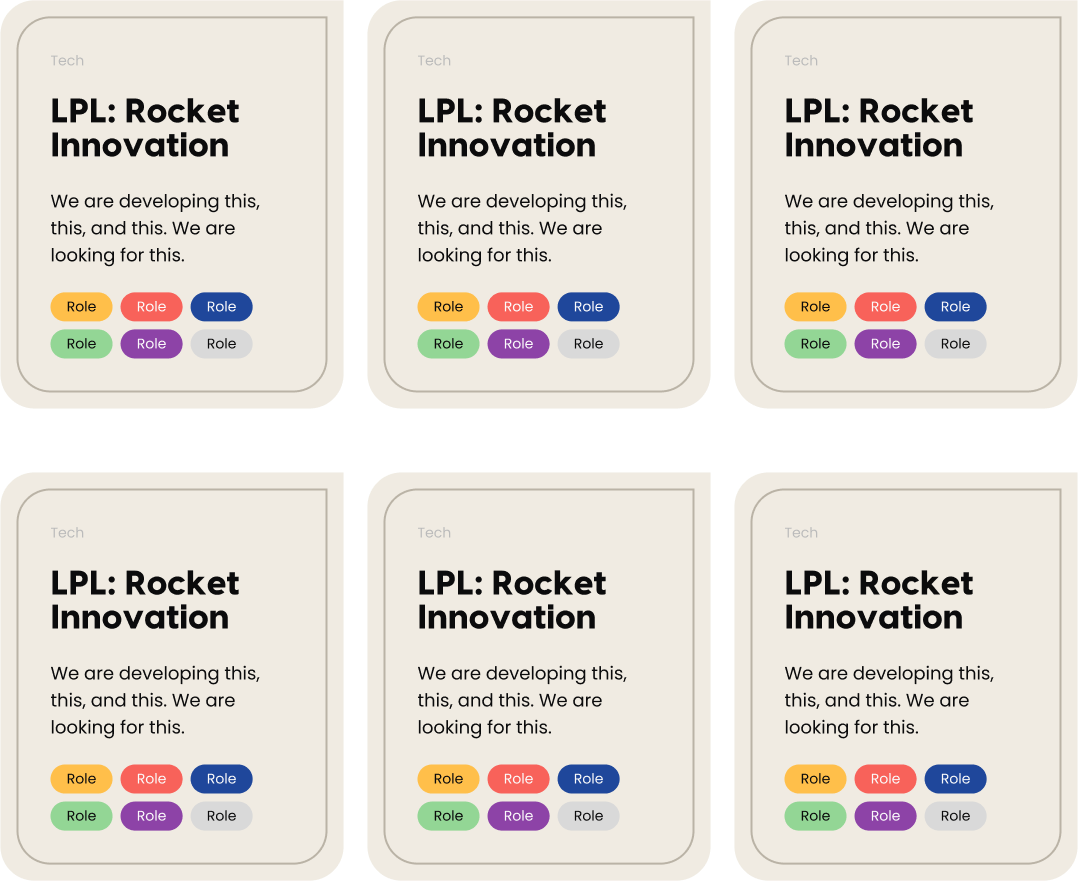 Tech
LPL: Rocket
Innovation
We are developing this,
this, and this. We are
looking for this.
Role Role Role
Role Role Role
Tech
LPL: Rocket
Innovation
We are developing this,
this, and this. We are
looking for this.
Role Role Role
Role Role Role
Tech
LPL: Rocket
Innovation
We are developing this,
this, and this. We are
looking for this.
Role Role Role
Role Role Role
Tech
LPL: Rocket
Innovation
We are developing this,
this, and this. We are
looking for this.
Role Role Role
Role Role Role
Tech
LPL: Rocket
Innovation
We are developing this,
this, and this. We are
looking for this.
Role Role Role
Role Role Role
Tech
LPL: Rocket
Innovation
We are developing this,
this, and this. We are
looking for this.
Role Role Role
Role Role Role